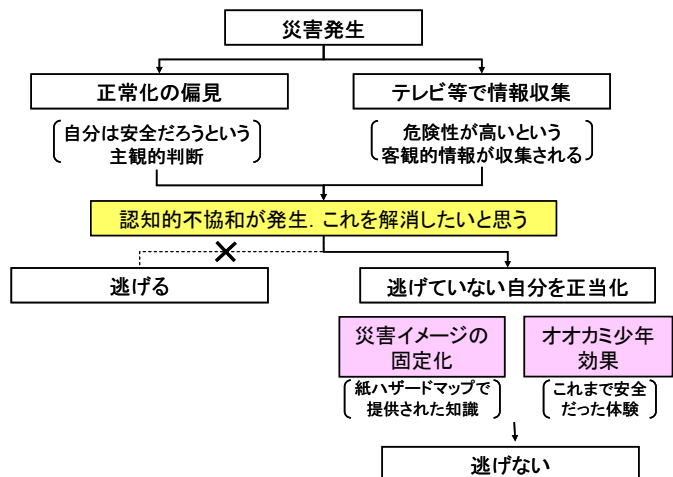 災害発生
正常化の偏見
テレビ等で情報収集
自分は安全だろうという
主観的判断
危険性が高いという
客観的情報が収集される
認知的不協和が発生．これを解消したいと思う
逃げる
逃げていない自分を正当化
災害イメージの
固定化
オオカミ少年
効果
紙ハザードマップで
提供された知識
これまで安全
だった体験
逃げない